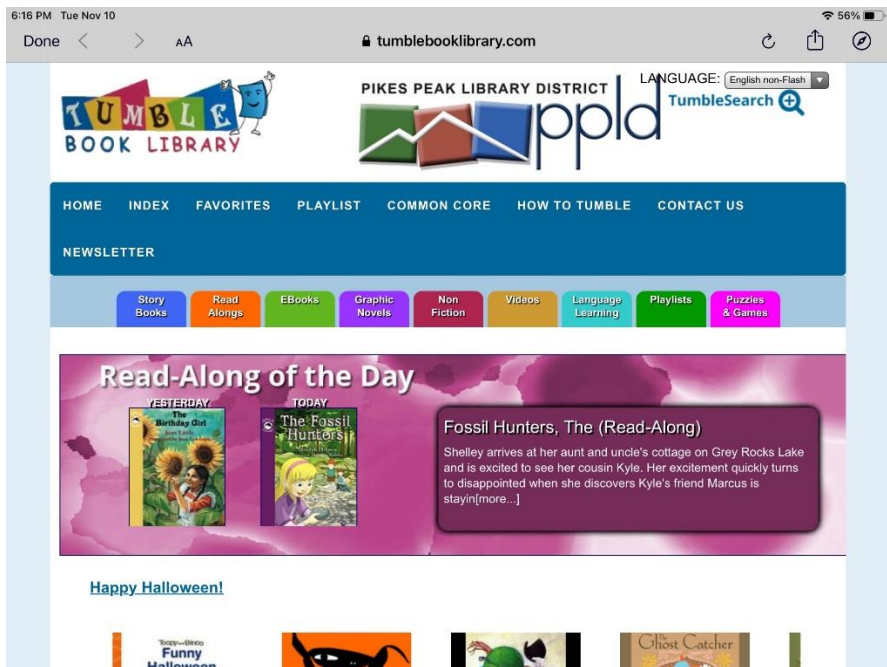 6:16 PM Tue Nov 10
56%
Done
AA
tumblebooklibrary.com
TUMBLE
BOOK LIBRARY
PIKES PEAK LIBRARY DISTRICT
ppld
LANGUAGE: English non-Flash
TumbleSearch
HOME INDEX FAVORITES PLAYLIST COMMON CORE HOW TO TUMBLE CONTACT US
NEWSLETTER
Story
Books
Read
Alongs
EBooks
Graphic
Novels
Non
Fiction
Videos
Language
Learning
Playlists
Puzzles
& Games
Read-Along of the Day
YESTERDAY
The
Birthday Girl
Jean Little
TODAY
The Fossil
Hunters
Fossil Hunters, The (Read-Along)
Shelley arrives at her aunt and uncle's cottage on Grey Rocks Lake
and is excited to see her cousin Kyle. Her excitement quickly turns
to disappointed when she discovers Kyle's friend Marcus is
stayin[more...]
Happy Halloween!
Toopy and Binoo
Funny
Halloween
The
Ghost Catcher